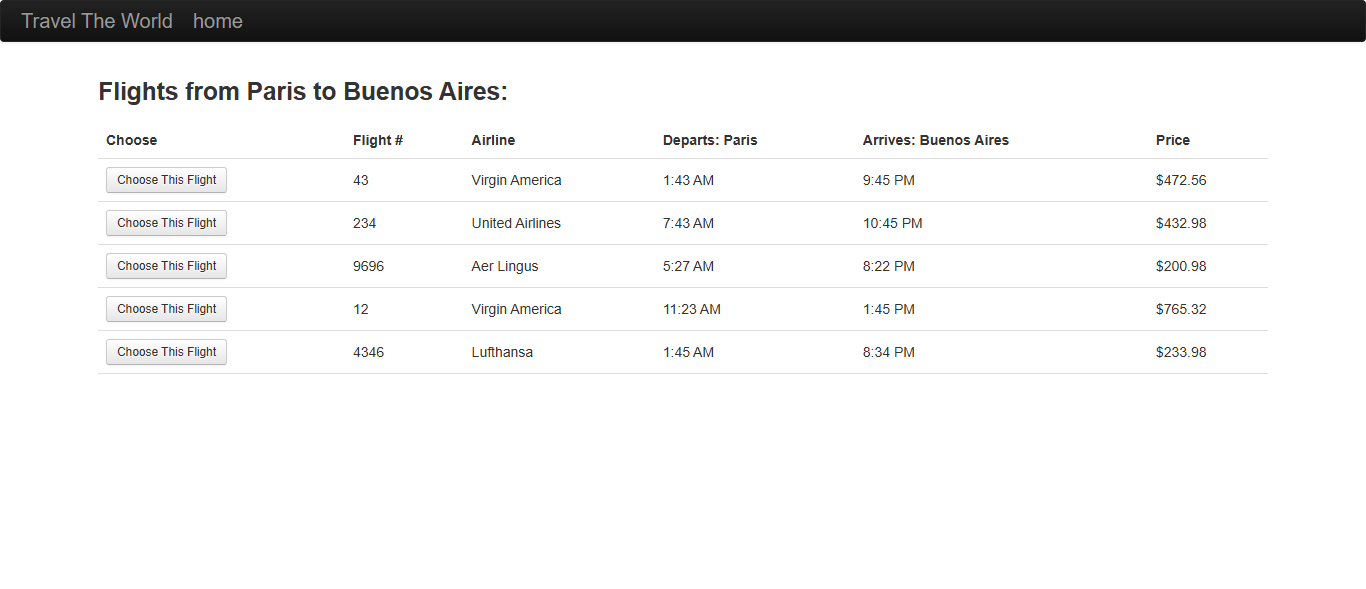 Travel The World home
Flights from Paris to Buenos Aires:
Choose Flight # Airline Departs: Paris Arrives: Buenos Aires Price
Choose This Flight 43 Virgin America 1:43 AM 9:45 PM $472.56
Choose This Flight 234 United Airlines 7:43 AM 10:45 PM $432.98
Choose This Flight 9696 Aer Lingus 5:27 AM 8:22 PM $200.98
Choose This Flight 12 Virgin America 11:23 AM 1:45 PM $765.32
Choose This Flight 4346 Lufthansa 1:45 AM 8:34 PM $233.98